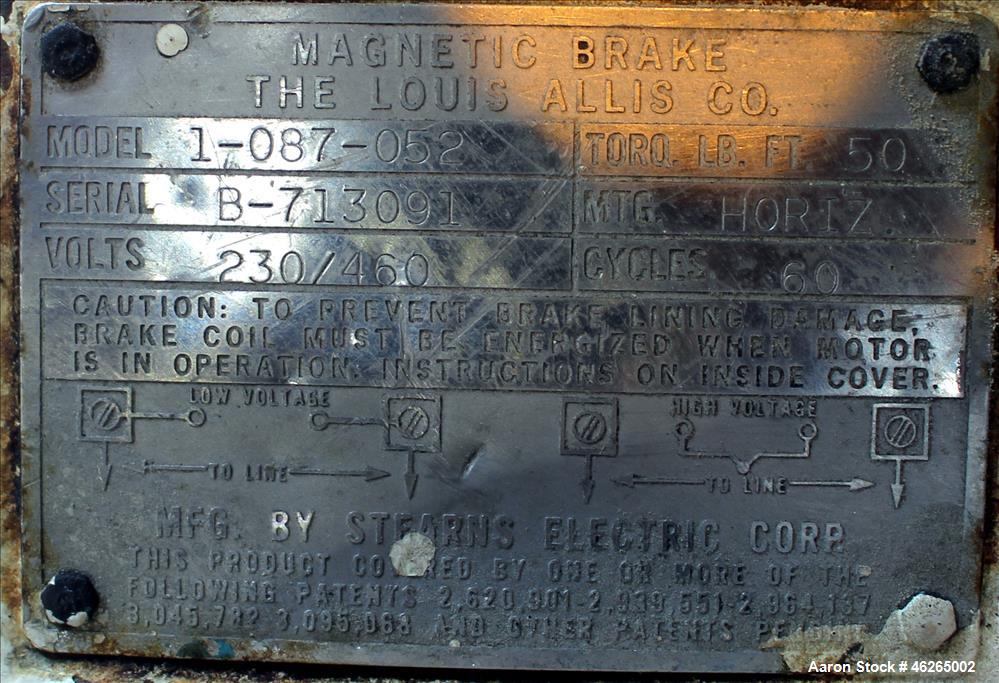 MAGNETIC BRAKE
THE LOUIS ALLIS CO.
MODEL 1-087-052 TORQ. LB. FT. 50
SERIAL B-713091 MTG. HORIZ.
VOLTS 230/460 CYCLES 60
CAUTION: TO PREVENT BRAKE LINING DAMAGE,
BRAKE COIL MUST BE ENERGIZED WHEN MOTOR
IS IN OPERATION. INSTRUCTIONS ON INSIDE COVER.
LOW VOLTAGE HIGH VOLTAGE
TO LINE TO LINE
MFG. BY STEARNS ELECTRIC CORP.
THIS PRODUCT COVERED BY ONE OR MORE OF THE
FOLLOWING PATENTS 2,620,901-2,939,551-2,964,137
3,045,782 3,095,068 AND OTHER PATENTS PENDING
Aaron Stock # 46265002